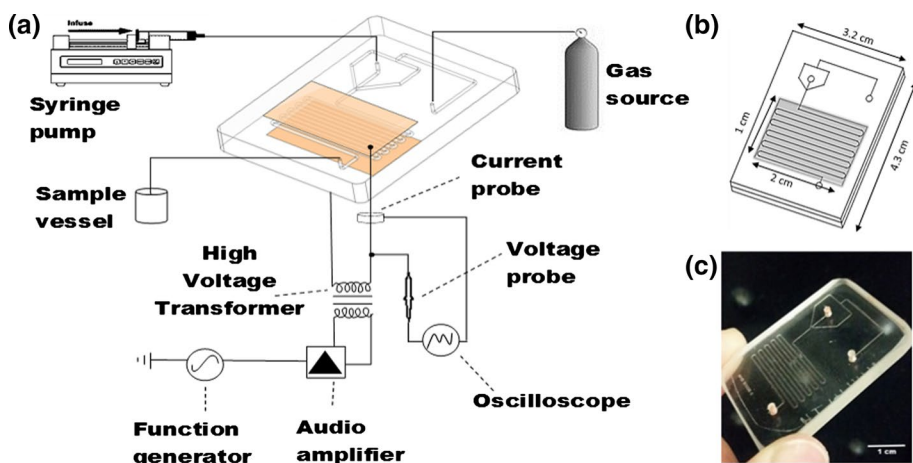 (a)
Infuse
Syringe
pump
Gas
source
Sample
vessel
Current
probe
High
Voltage
Transformer
Voltage
probe
Oscilloscope
Function
generator
Audio
amplifier
(b)
3.2 cm
1 cm
2 cm
4.3 cm
(c)
1 cm